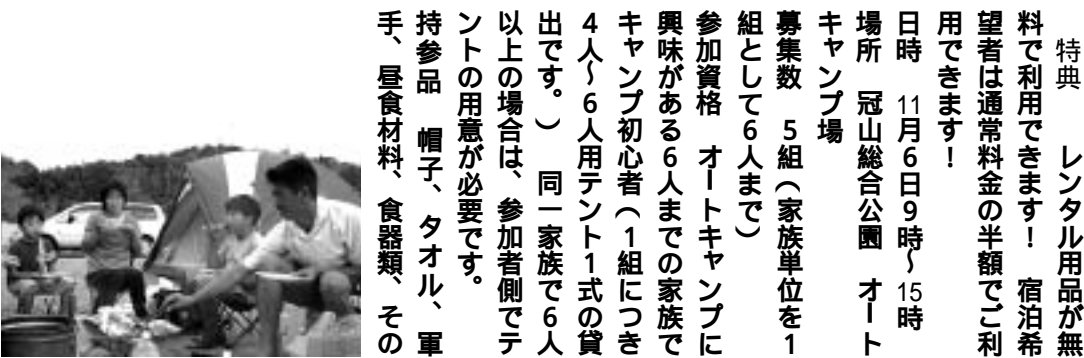 特典　レンタル用品が無
料で利用できます！　宿泊希
望者は通常料金の半額でご利
用できます！
日時　11月6日9時〜15時
場所　冠山総合公園　オート
キャンプ場
募集数　5組（家族単位を1
組として6人まで）
参加資格　オートキャンプに
興味がある6人までの家族で
キャンプ初心者（1組につき
4人〜6人用テント1式の貸
出です。）　同一家族で6人
以上の場合は、参加者側でテ
ントの用意が必要です。
持参品　帽子、タオル、軍
手、昼食材料、食器類、その